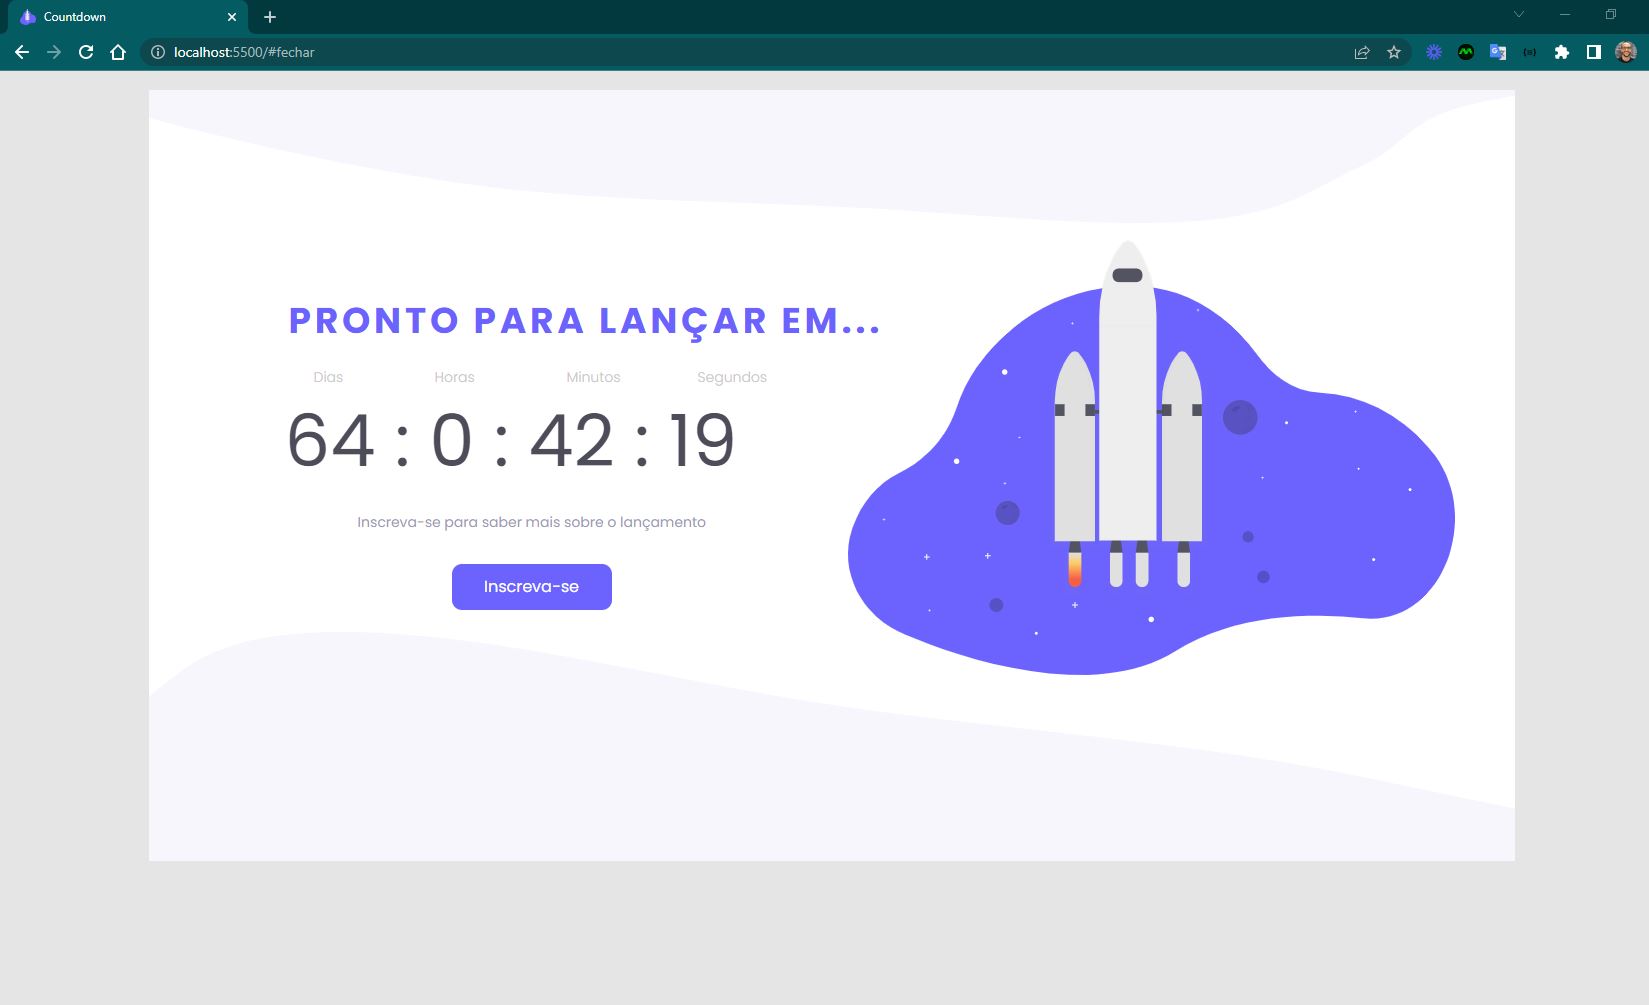 Countdown
localhost:5500/#fechar
PRONTO PARA LANÇAR EM...
Dias Horas Minutos Segundos
64 : 0 : 42 : 19
Inscreva-se para saber mais sobre o lançamento
Inscreva-se